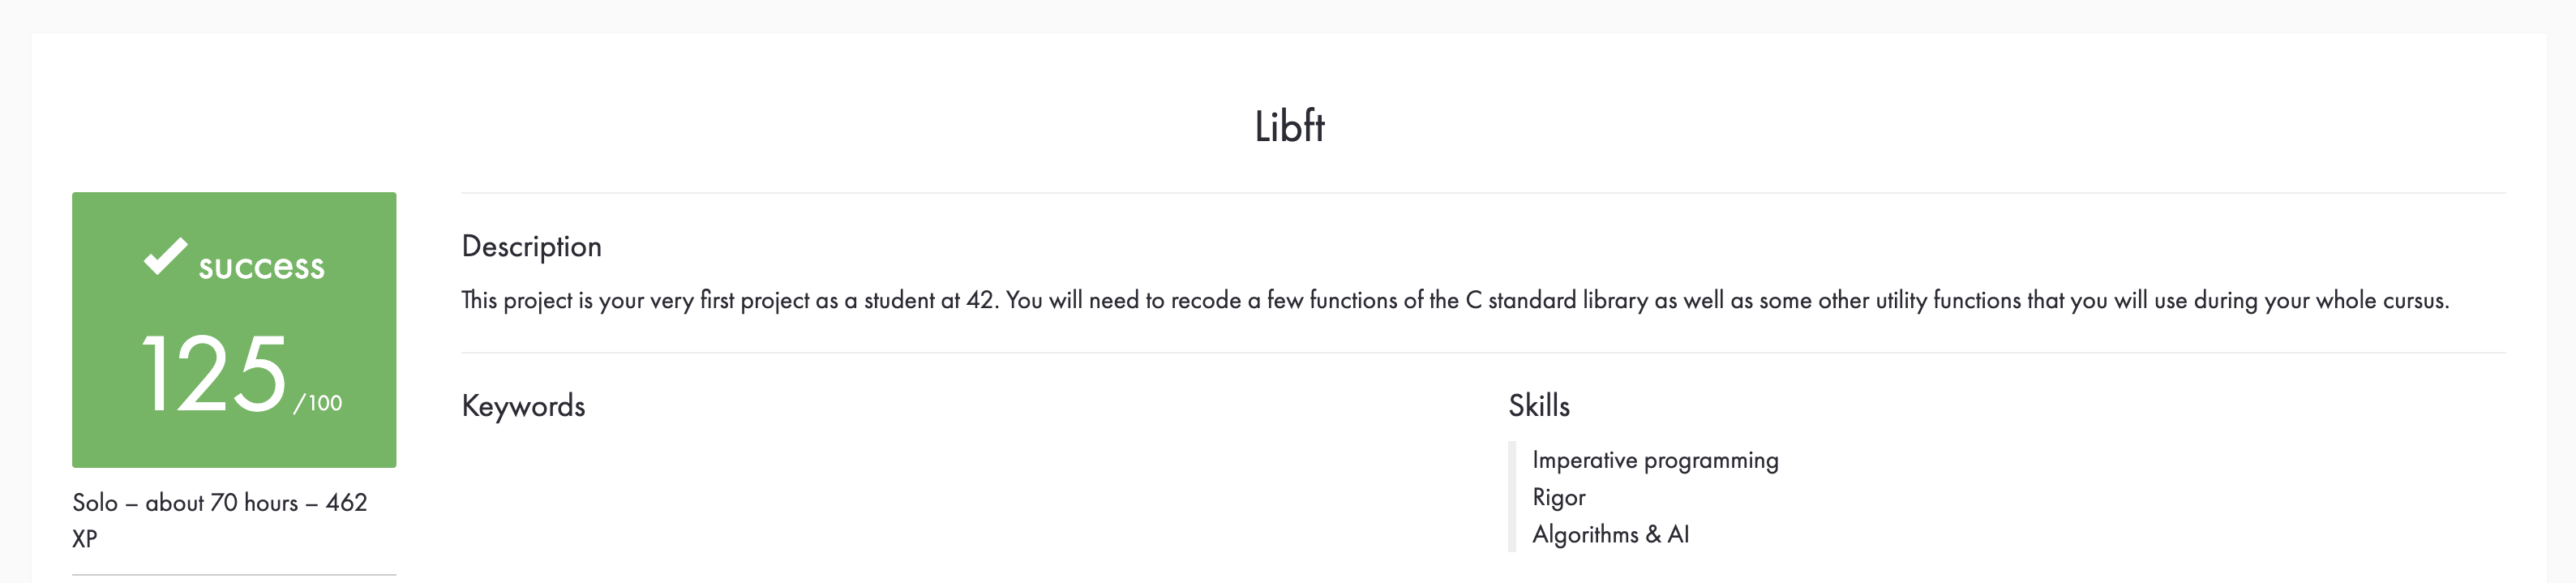 Libft
success
125/100
Solo – about 70 hours – 462
XP
Description
This project is your very first project as a student at 42. You will need to recode a few functions of the C standard library as well as some other utility functions that you will use during your whole cursus.
Keywords
Skills
Imperative programming
Rigor
Algorithms & AI